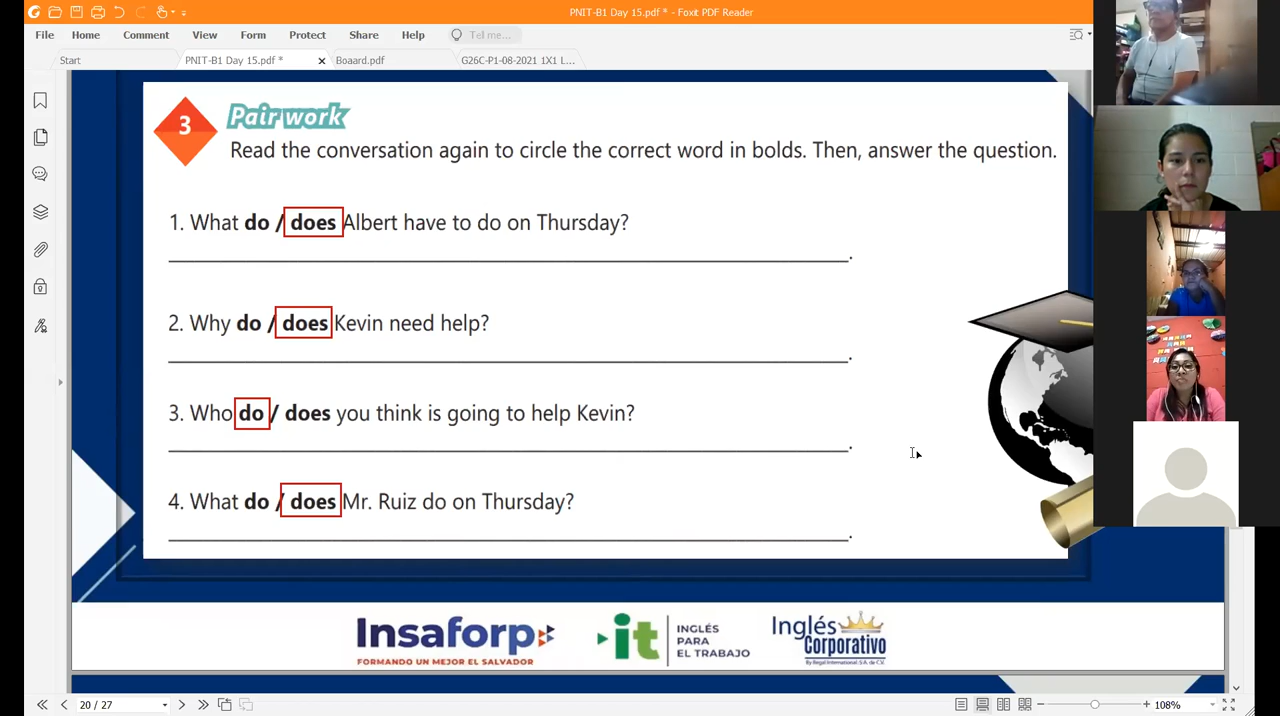 PNIT-B1 Day 15.pdf * - Foxit PDF Reader
File Home Comment View Form Protect Share Help Tell me...
Start PNIT-B1 Day 15.pdf * Boaard.pdf G26C-P1-08-2021 1X1 L...
3 Pair work
Read the conversation again to circle the correct word in bolds. Then, answer the question.
1. What do / does Albert have to do on Thursday?
2. Why do / does Kevin need help?
3. Who do / does you think is going to help Kevin?
4. What do / does Mr. Ruiz do on Thursday?
Insaforp
FORMANDO UN MEJOR EL SALVADOR
it
INGLÉS
PARA
EL TRABAJO
Inglés
Corporativo
By Regal International .S.A. de C.V.
20 / 27
108%